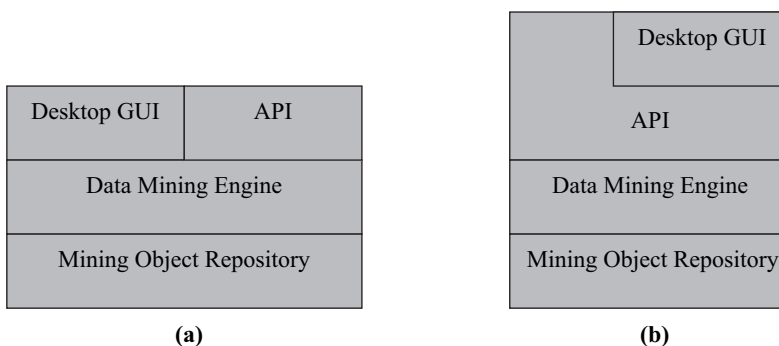 Desktop GUI
API
Data Mining Engine
Mining Object Repository
(a)
Desktop GUI
API
Data Mining Engine
Mining Object Repository
(b)